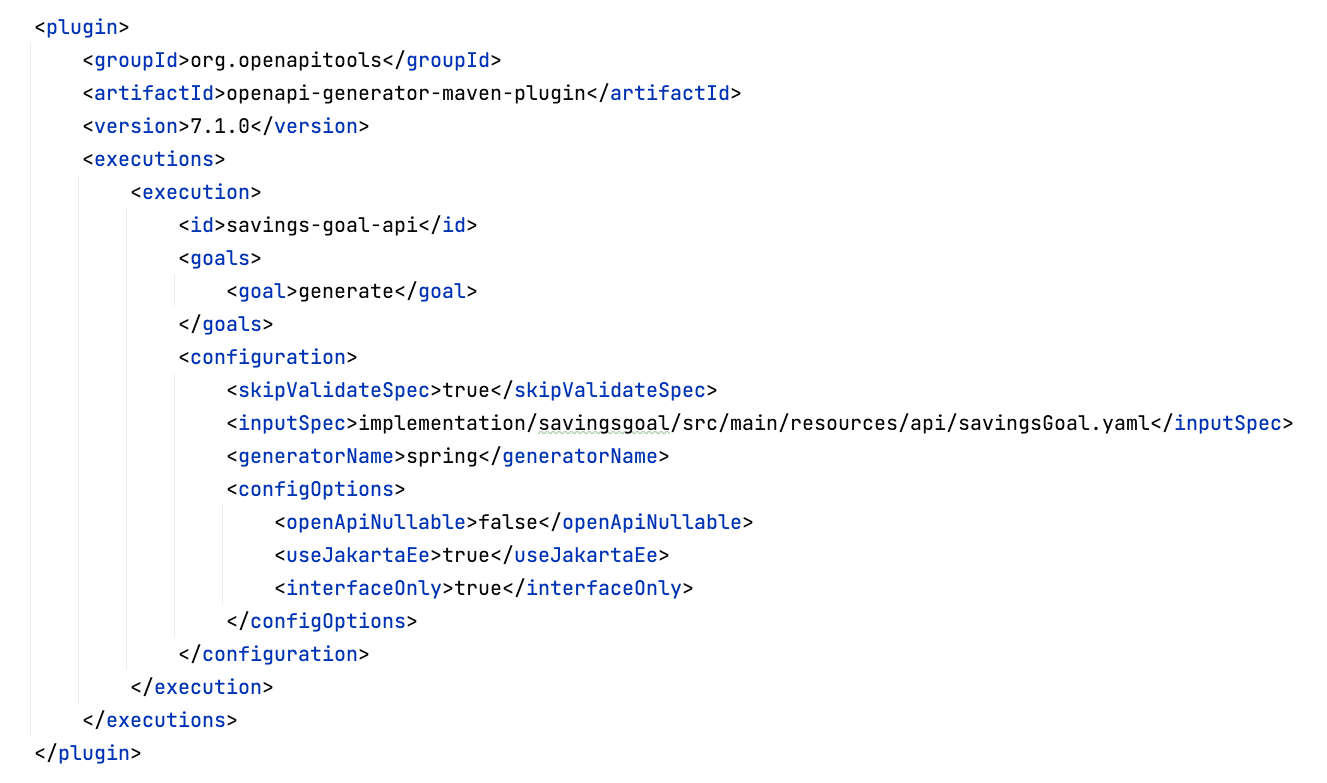 <plugin>
    <groupId>org.openapitools</groupId>
    <artifactId>openapi-generator-maven-plugin</artifactId>
    <version>7.1.0</version>
    <executions>
        <execution>
            <id>savings-goal-api</id>
            <goals>
                <goal>generate</goal>
            </goals>
            <configuration>
                <skipValidateSpec>true</skipValidateSpec>
                <inputSpec>implementation/savingsgoal/src/main/resources/api/savingsGoal.yaml</inputSpec>
                <generatorName>spring</generatorName>
                <configOptions>
                    <openApiNullable>false</openApiNullable>
                    <useJakartaEe>true</useJakartaEe>
                    <interfaceOnly>true</interfaceOnly>
                </configOptions>
            </configuration>
        </execution>
    </executions>
</plugin>